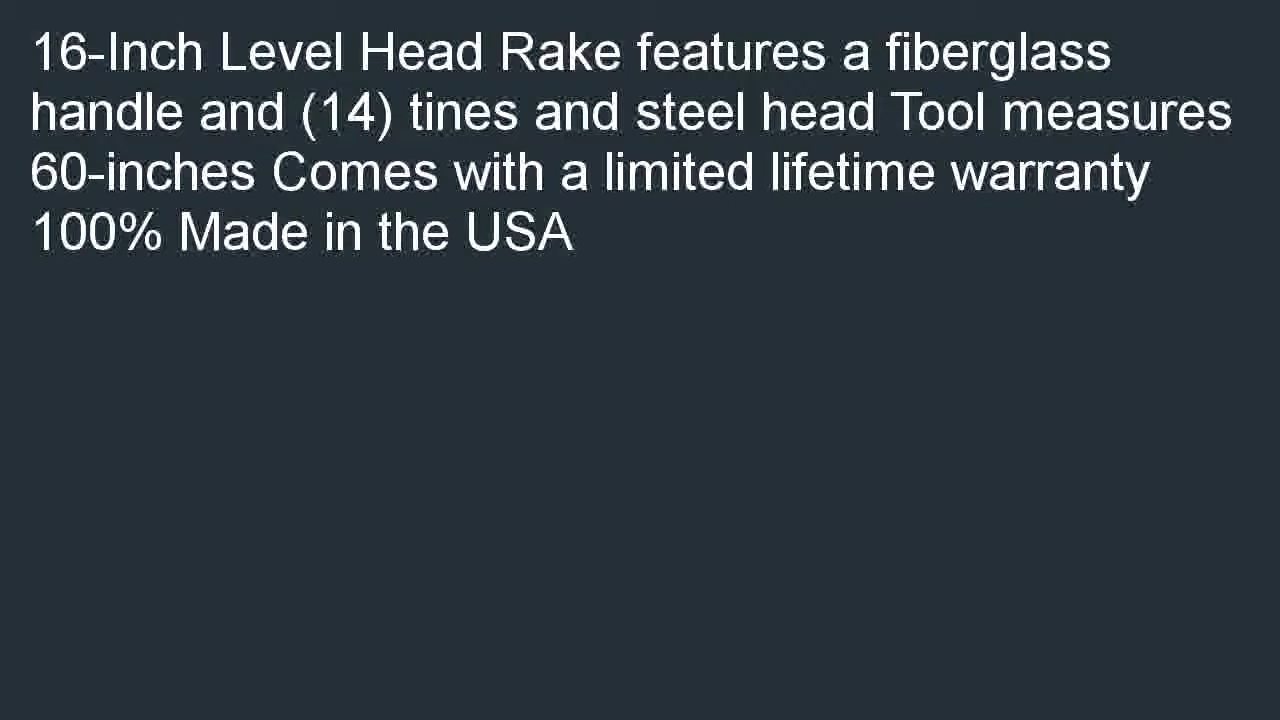 16-Inch Level Head Rake features a fiberglass
handle and (14) tines and steel head Tool measures
60-inches Comes with a limited lifetime warranty
100% Made in the USA